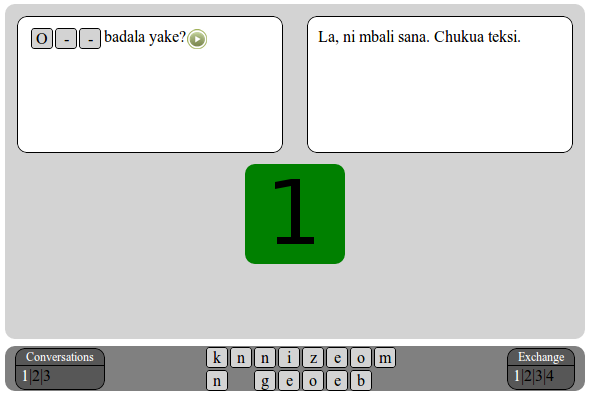 O - - badala yake?
La, ni mbali sana. Chukua teksi.
1
Conversations
1|2|3
k n n i z e o m
n g e o e b
Exchange
1|2|3|4